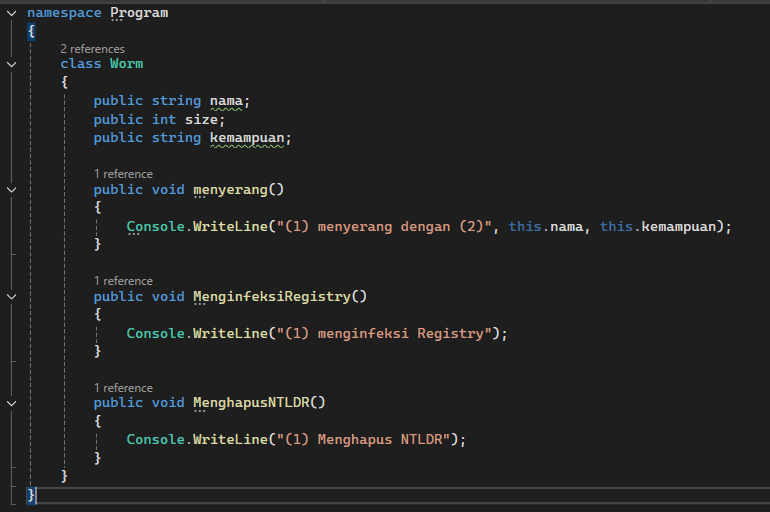 namespace Program
{
2 references
class Worm
{
public string nama;
public int size;
public string kemampuan;
1 reference
public void menyerang()
{
Console.WriteLine("(1) menyerang dengan (2)", this.nama, this.kemampuan);
}
1 reference
public void MenginfeksiRegistry()
{
Console.WriteLine("(1) menginfeksi Registry");
}
1 reference
public void MenghapusNTLDR()
{
Console.WriteLine("(1) Menghapus NTLDR");
}
}
}